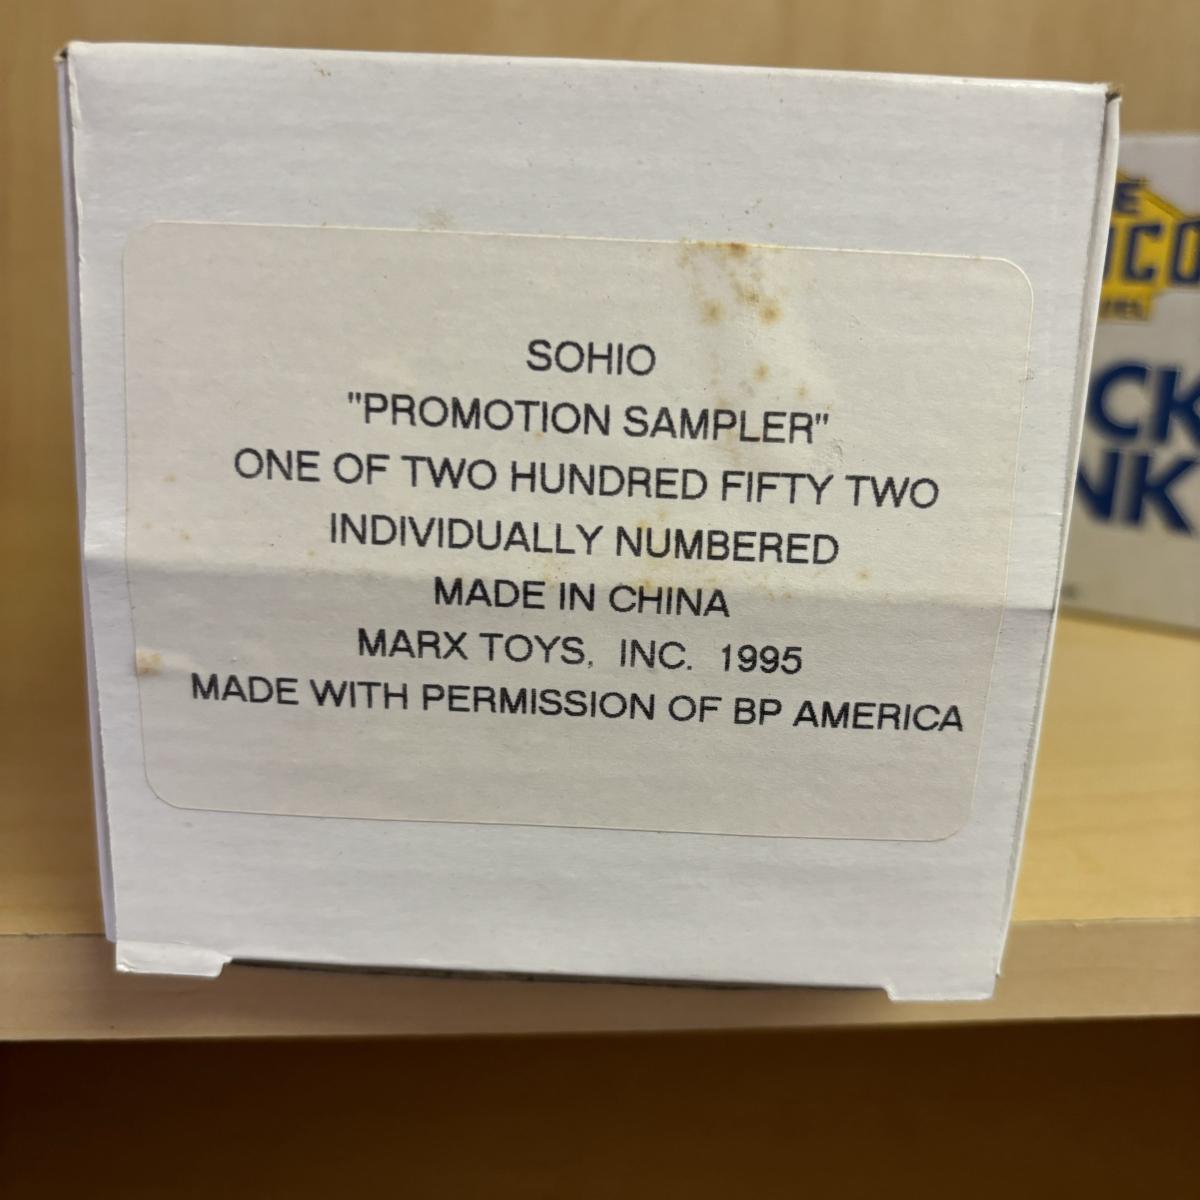 SOHIO
"PROMOTION SAMPLER"
ONE OF TWO HUNDRED FIFTY TWO
INDIVIDUALLY NUMBERED
MADE IN CHINA
MARX TOYS, INC. 1995
MADE WITH PERMISSION OF BP AMERICA